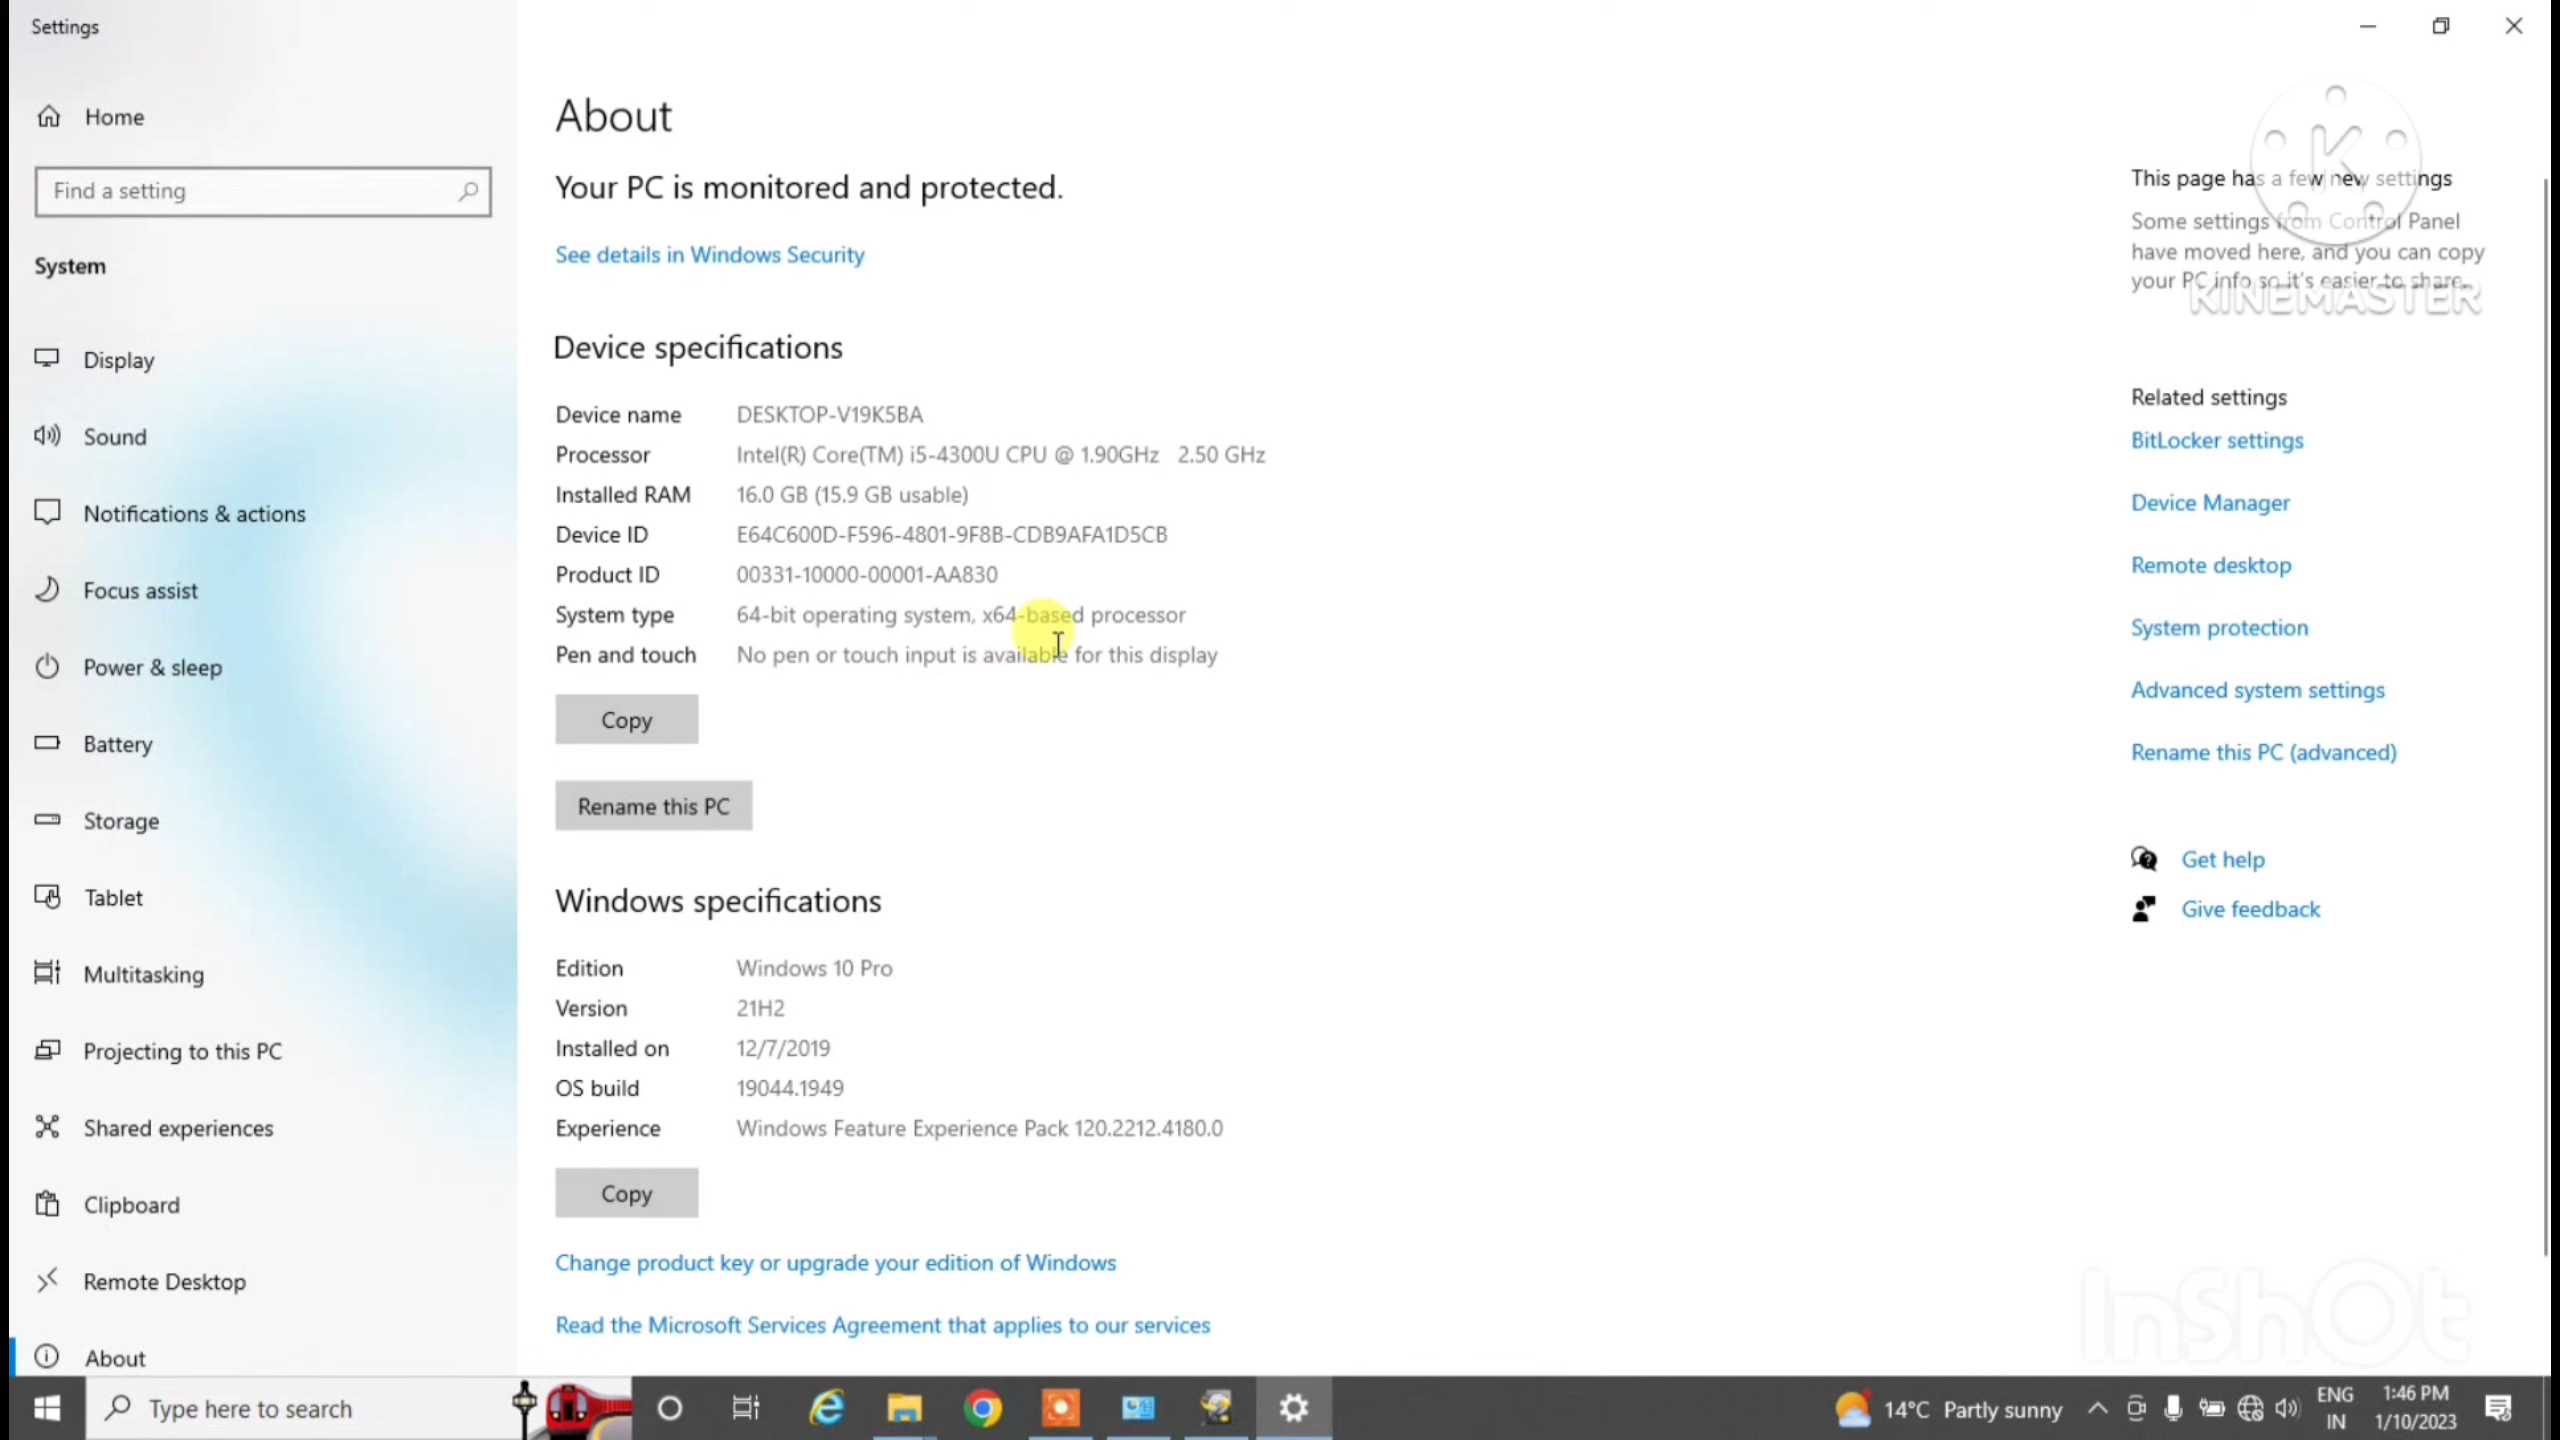 Settings
Home
Find a setting
System
Display
Sound
Notifications & actions
Focus assist
Power & sleep
Battery
Storage
Tablet
Multitasking
Projecting to this PC
Shared experiences
Clipboard
Remote Desktop
About
About
Your PC is monitored and protected.
See details in Windows Security
Device specifications
Device name DESKTOP-V19K5BA
Processor Intel(R) Core(TM) i5-4300U CPU @ 1.90GHz 2.50 GHz
Installed RAM 16.0 GB (15.9 GB usable)
Device ID E64C600D-F596-4801-9F8B-CDB9AFA1D5CB
Product ID 00331-10000-00001-AA830
System type 64-bit operating system, x64-based processor
Pen and touch No pen or touch input is available for this display
Copy
Rename this PC
Windows specifications
Edition Windows 10 Pro
Version 21H2
Installed on 12/7/2019
OS build 19044.1949
Experience Windows Feature Experience Pack 120.2212.4180.0
Copy
Change product key or upgrade your edition of Windows
Read the Microsoft Services Agreement that applies to our services
This page has a few new settings
Some settings from Control Panel
have moved here, and you can copy
your PC info so it's easier to share.
K
KINEMASTER
Related settings
BitLocker settings
Device Manager
Remote desktop
System protection
Advanced system settings
Rename this PC (advanced)
Get help
Give feedback
InShOt
Type here to search
14°C Partly sunny
ENG
IN
1:46 PM
1/10/2023